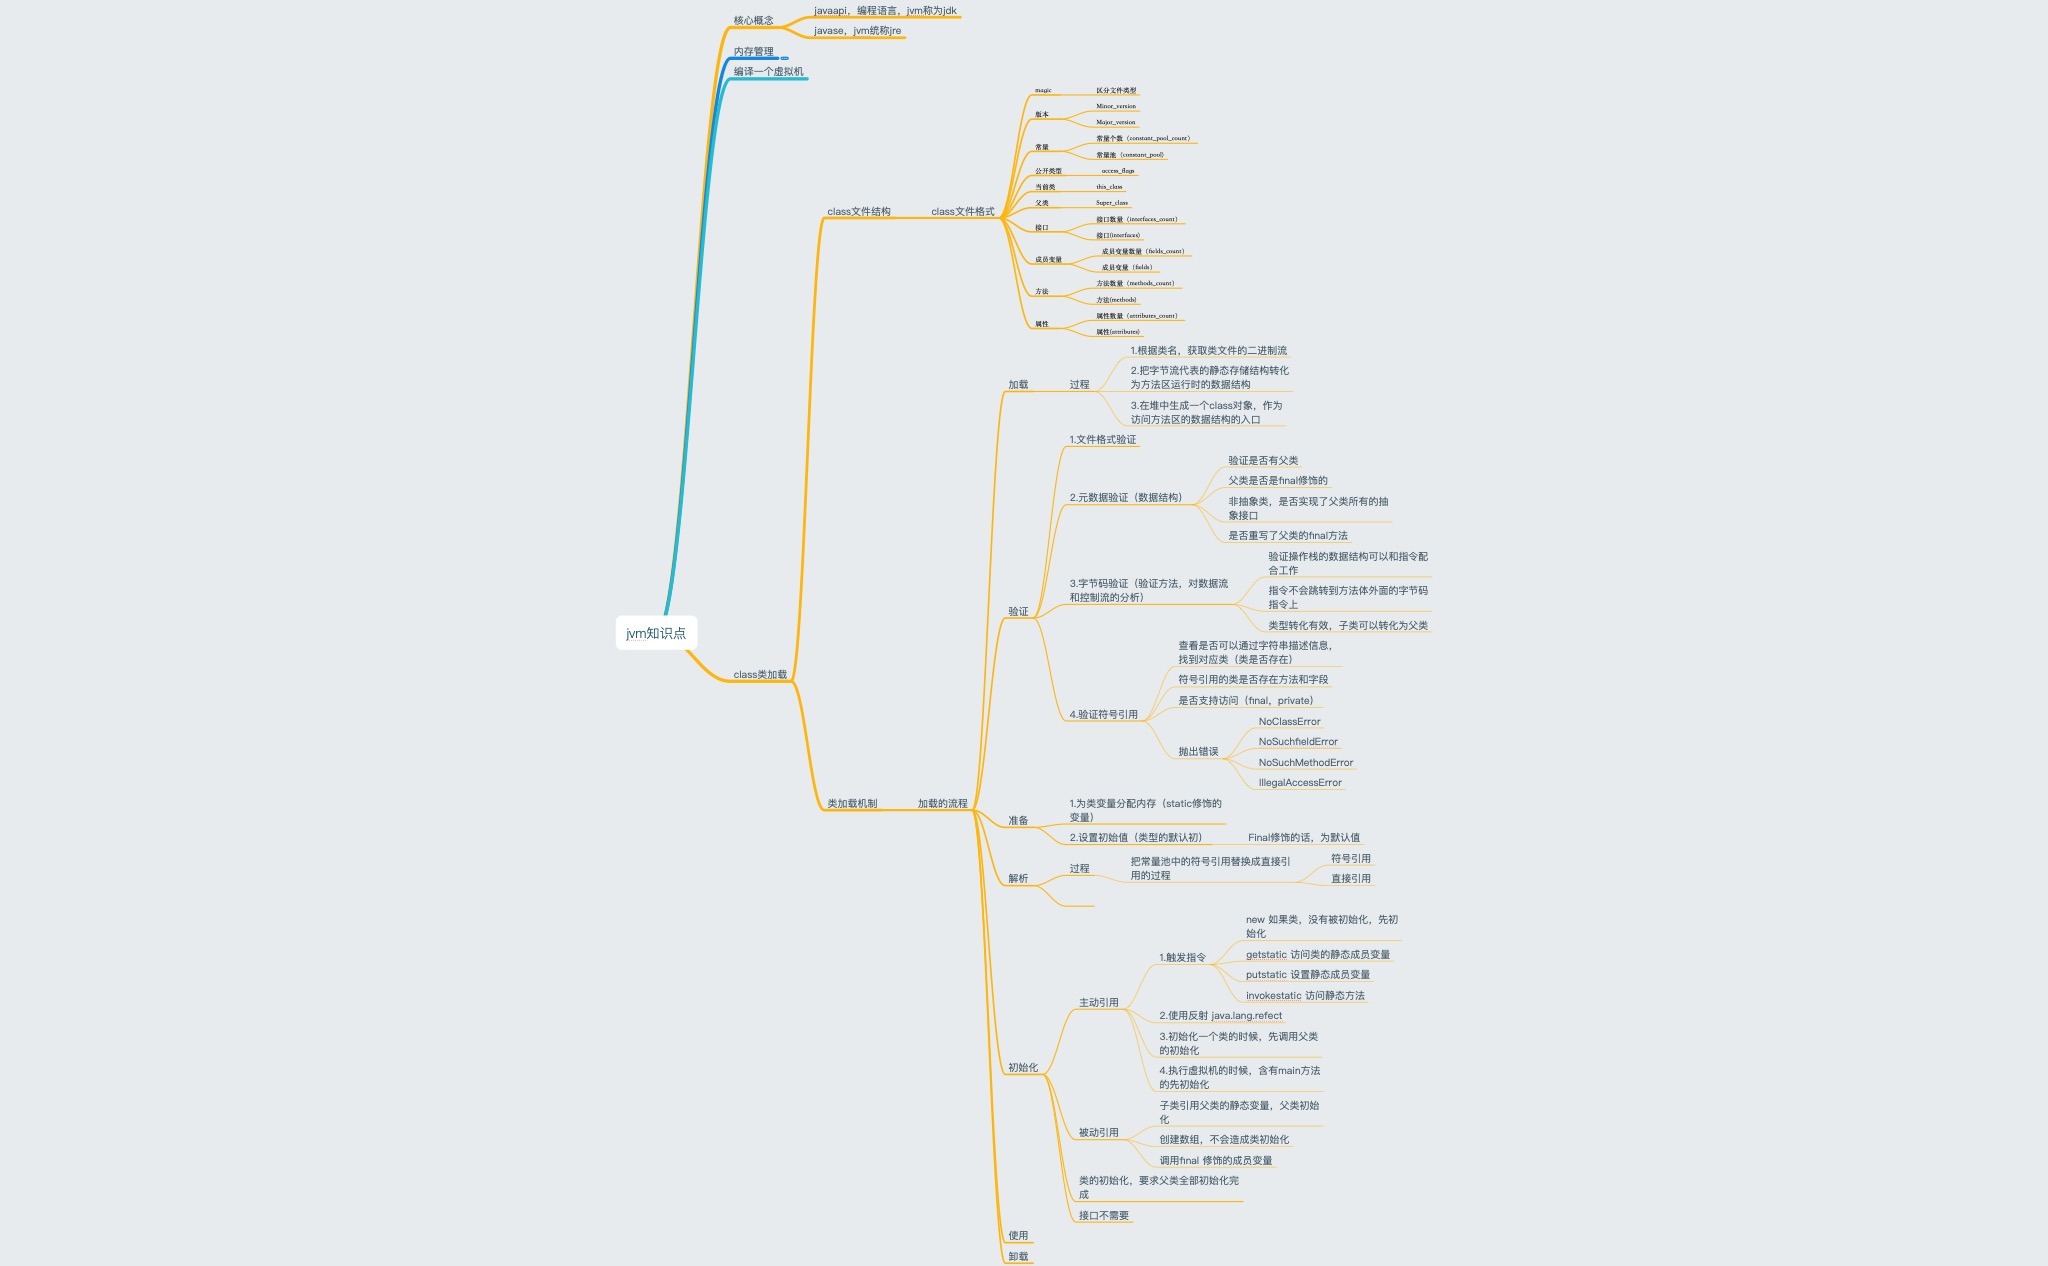 核心概念
javaapi，编程语言，jvm称为jdk
javase，jvm统称jre
内存管理
编译一个虚拟机
magic
区分文件类型
版本
Minor_version
Major_version
常量
常量个数（constant_pool_count）
常量池（constant_pool)
公开类型
access_flags
当前类
this_class
父类
Super_class
接口
接口数量（interfaces_count）
接口(interfaces)
成员变量
成员变量数量（fields_count）
成员变量（fields）
方法
方法数量（methods_count）
方法(methods)
属性
属性数量（attributes_count）
属性(attributes)
class文件结构
class文件格式
加载
过程
1.根据类名，获取类文件的二进制流
2.把字节流代表的静态存储结构转化
为方法区运行时的数据结构
3.在堆中生成一个class对象，作为
访问方法区的数据结构的入口
验证
1.文件格式验证
2.元数据验证（数据结构）
验证是否有父类
父类是否是final修饰的
非抽象类，是否实现了父类所有的抽
象接口
是否重写了父类的final方法
3.字节码验证（验证方法，对数据流
和控制流的分析）
验证操作栈的数据结构可以和指令配
合工作
指令不会跳转到方法体外面的字节码
指令上
类型转化有效，子类可以转化为父类
4.验证符号引用
查看是否可以通过字符串描述信息，
找到对应类（类是否存在）
符号引用的类是否存在方法和字段
是否支持访问（final，private）
抛出错误
NoClassError
NoSuchfieldError
NoSuchMethodError
IllegalAccessError
jvm知识点
class类加载
类加载机制
加载的流程
准备
1.为类变量分配内存（static修饰的
变量）
2.设置初始值（类型的默认初）
Final修饰的话，为默认值
解析
过程
把常量池中的符号引用替换成直接引
用的过程
符号引用
直接引用
初始化
主动引用
1.触发指令
new 如果类，没有被初始化，先初
始化
getstatic 访问类的静态成员变量
putstatic 设置静态成员变量
invokestatic 访问静态方法
2.使用反射 java.lang.refect
3.初始化一个类的时候，先调用父类
的初始化
4.执行虚拟机的时候，含有main方法
的先初始化
被动引用
子类引用父类的静态变量，父类初始
化
创建数组，不会造成类初始化
调用final 修饰的成员变量
类的初始化，要求父类全部初始化完
成
接口不需要
使用
卸载